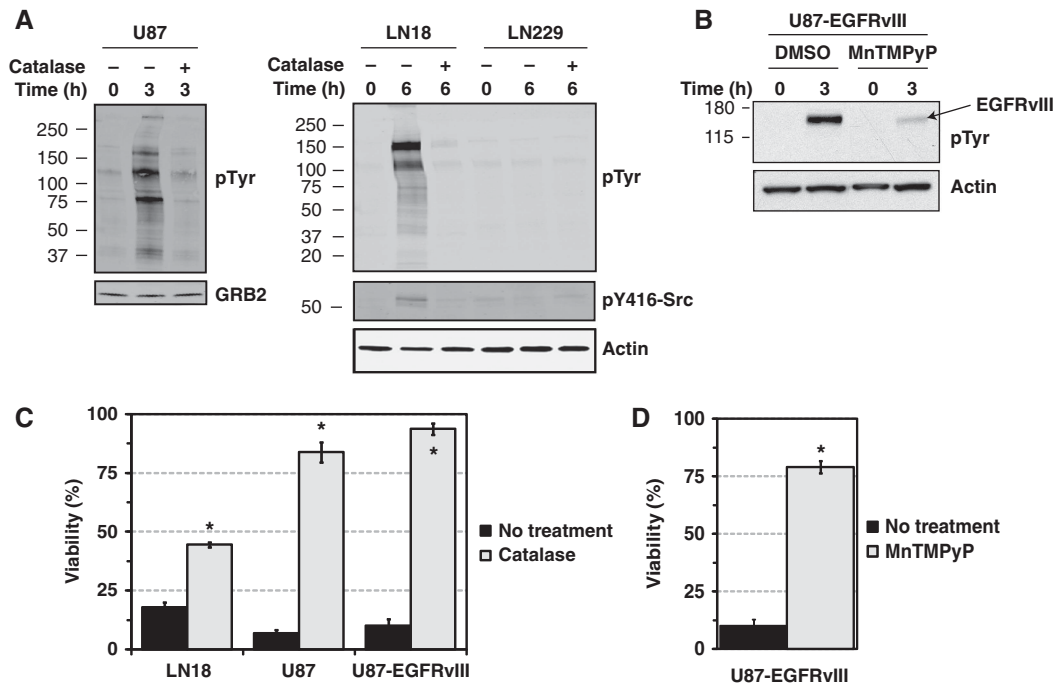 A
U87
Catalase – – +
Time (h) 0 3 3
250 –
150 –
100 –
75 –
50 –
37 –
pTyr
GRB2
LN18 LN229
Catalase – – + – – +
Time (h) 0 6 6 0 6 6
250 –
150 –
100 –
75 –
50 –
37 –
20 –
pTyr
50 –
pY416-Src
Actin
B
U87-EGFRvIII
DMSO MnTMPyP
Time (h) 0 3 0 3
180 –
115 –
EGFRvIII
pTyr
Actin
C
Viability (%)
100
75
50
25
0
* * *
LN18 U87 U87-EGFRvIII
No treatment
Catalase
D
Viability (%)
100
75
50
25
0
*
U87-EGFRvIII
No treatment
MnTMPyP